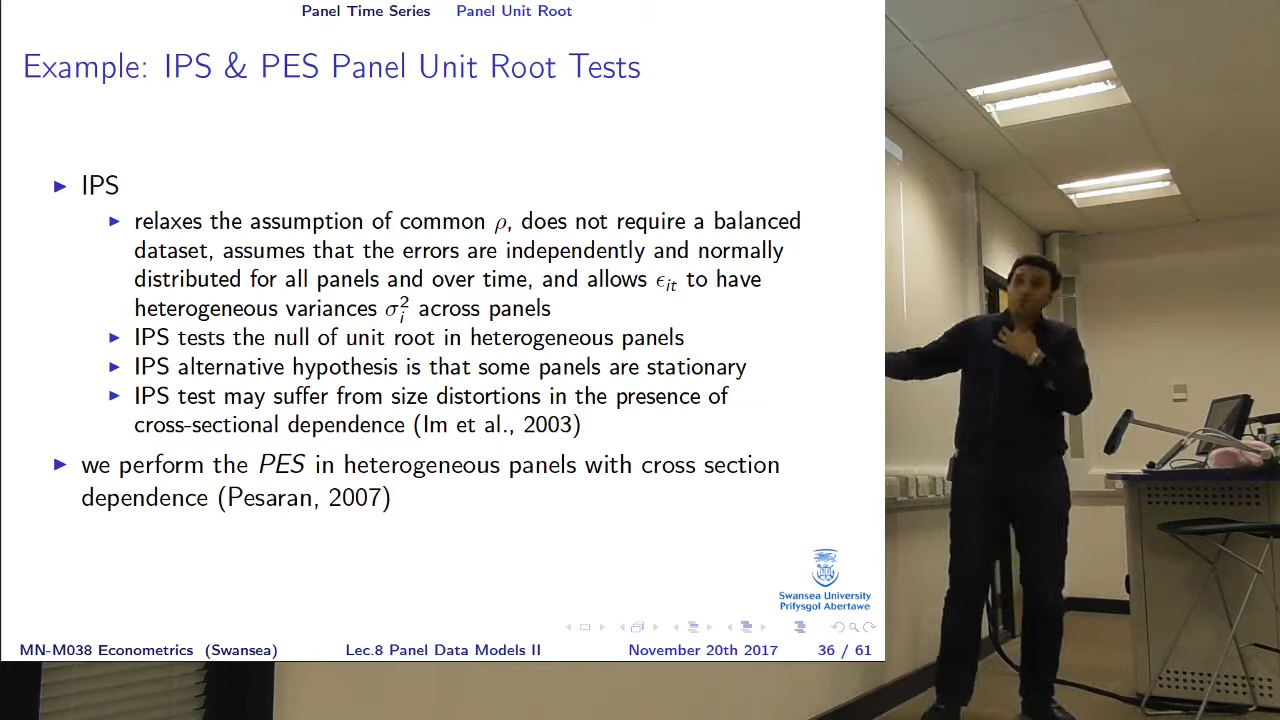 Panel Time Series Panel Unit Root
Example: IPS & PES Panel Unit Root Tests
▶ IPS
▶ relaxes the assumption of common ρ, does not require a balanced
dataset, assumes that the errors are independently and normally
distributed for all panels and over time, and allows ϵ_it to have
heterogeneous variances σ_i^2 across panels
▶ IPS tests the null of unit root in heterogeneous panels
▶ IPS alternative hypothesis is that some panels are stationary
▶ IPS test may suffer from size distortions in the presence of
cross-sectional dependence (Im et al., 2003)
▶ we perform the PES in heterogeneous panels with cross section
dependence (Pesaran, 2007)
Swansea University
Prifysgol Abertawe
MN-M038 Econometrics (Swansea) Lec.8 Panel Data Models II November 20th 2017 36 / 61